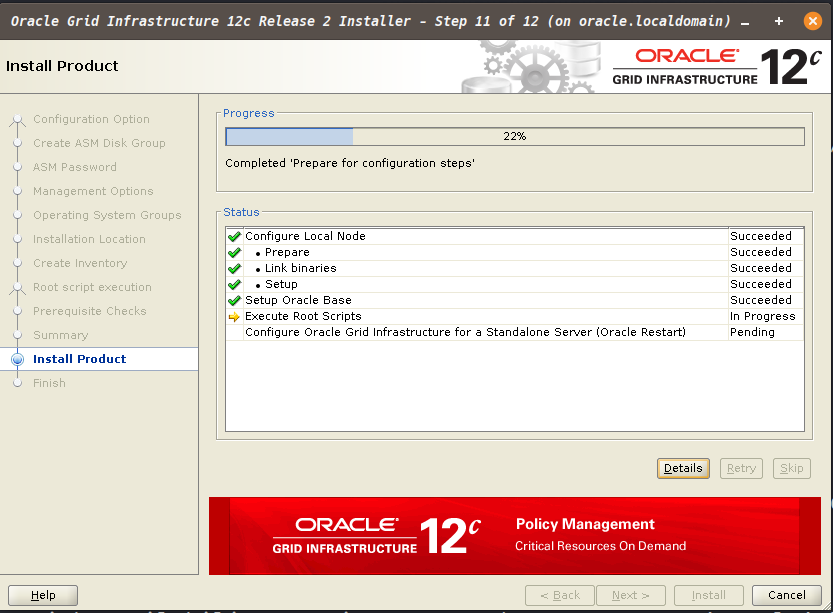 Oracle Grid Infrastructure 12c Release 2 Installer - Step 11 of 12 (on oracle.localdomain)
Install Product
ORACLE
GRID INFRASTRUCTURE 12c
Configuration Option
Create ASM Disk Group
ASM Password
Management Options
Operating System Groups
Installation Location
Create Inventory
Root script execution
Prerequisite Checks
Summary
Install Product
Finish
Progress
22%
Completed 'Prepare for configuration steps'
Status
Configure Local Node Succeeded
• Prepare Succeeded
• Link binaries Succeeded
• Setup Succeeded
Setup Oracle Base Succeeded
Execute Root Scripts In Progress
Configure Oracle Grid Infrastructure for a Standalone Server (Oracle Restart) Pending
Details Retry Skip
ORACLE
GRID INFRASTRUCTURE 12c
Policy Management
Critical Resources On Demand
Help < Back Next > Install Cancel